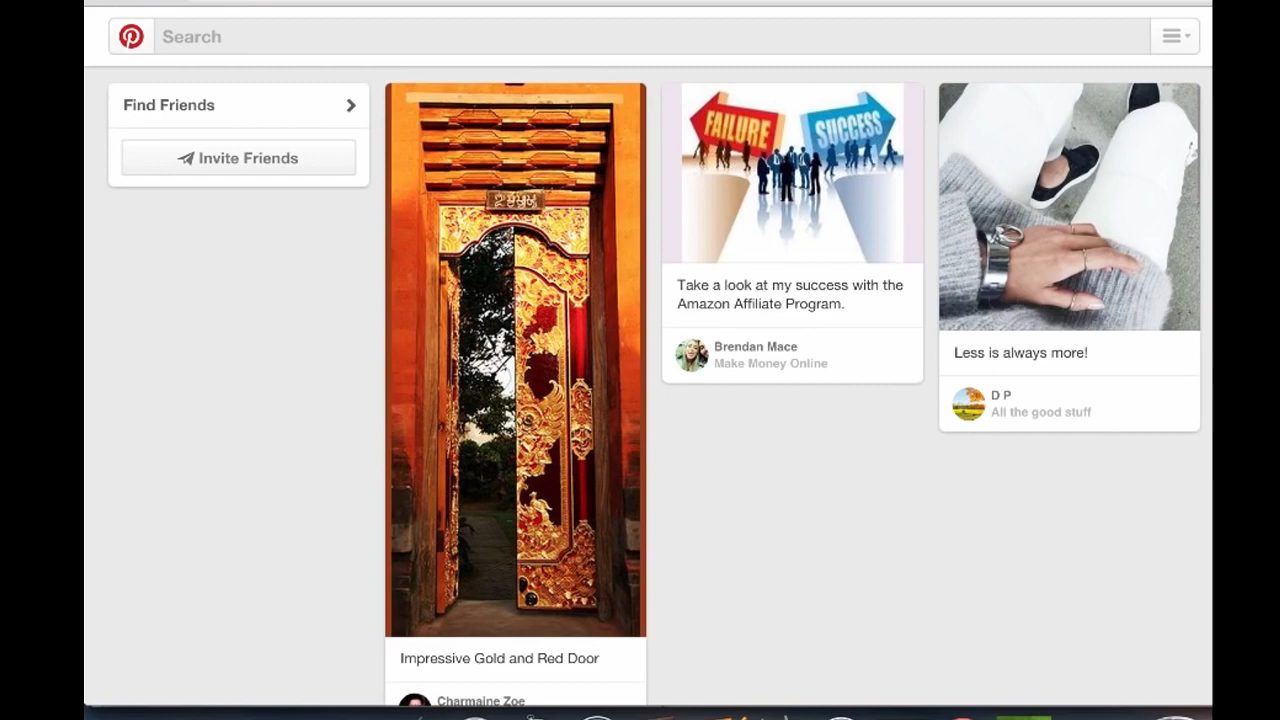 Search
Find Friends
Invite Friends
Impressive Gold and Red Door
Charmaine Zoe
FAILURE
SUCCESS
Take a look at my success with the
Amazon Affiliate Program.
Brendan Mace
Make Money Online
Less is always more!
D P
All the good stuff